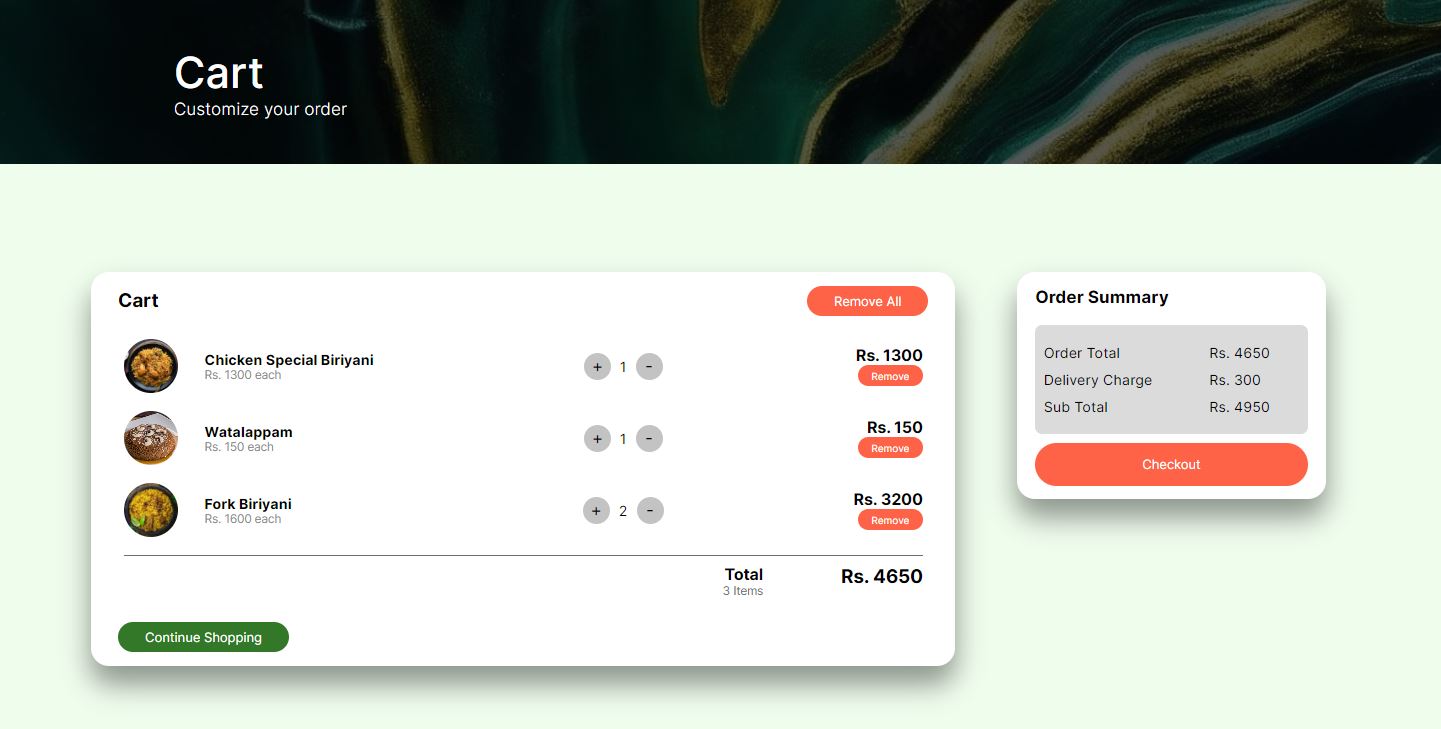 Cart
Customize your order
Cart
Remove All
Chicken Special Biriyani
Rs. 1300 each
+ 1 -
Rs. 1300
Remove
Watalappam
Rs. 150 each
+ 1 -
Rs. 150
Remove
Fork Biriyani
Rs. 1600 each
+ 2 -
Rs. 3200
Remove
Total
3 Items
Rs. 4650
Continue Shopping
Order Summary
Order Total Rs. 4650
Delivery Charge Rs. 300
Sub Total Rs. 4950
Checkout